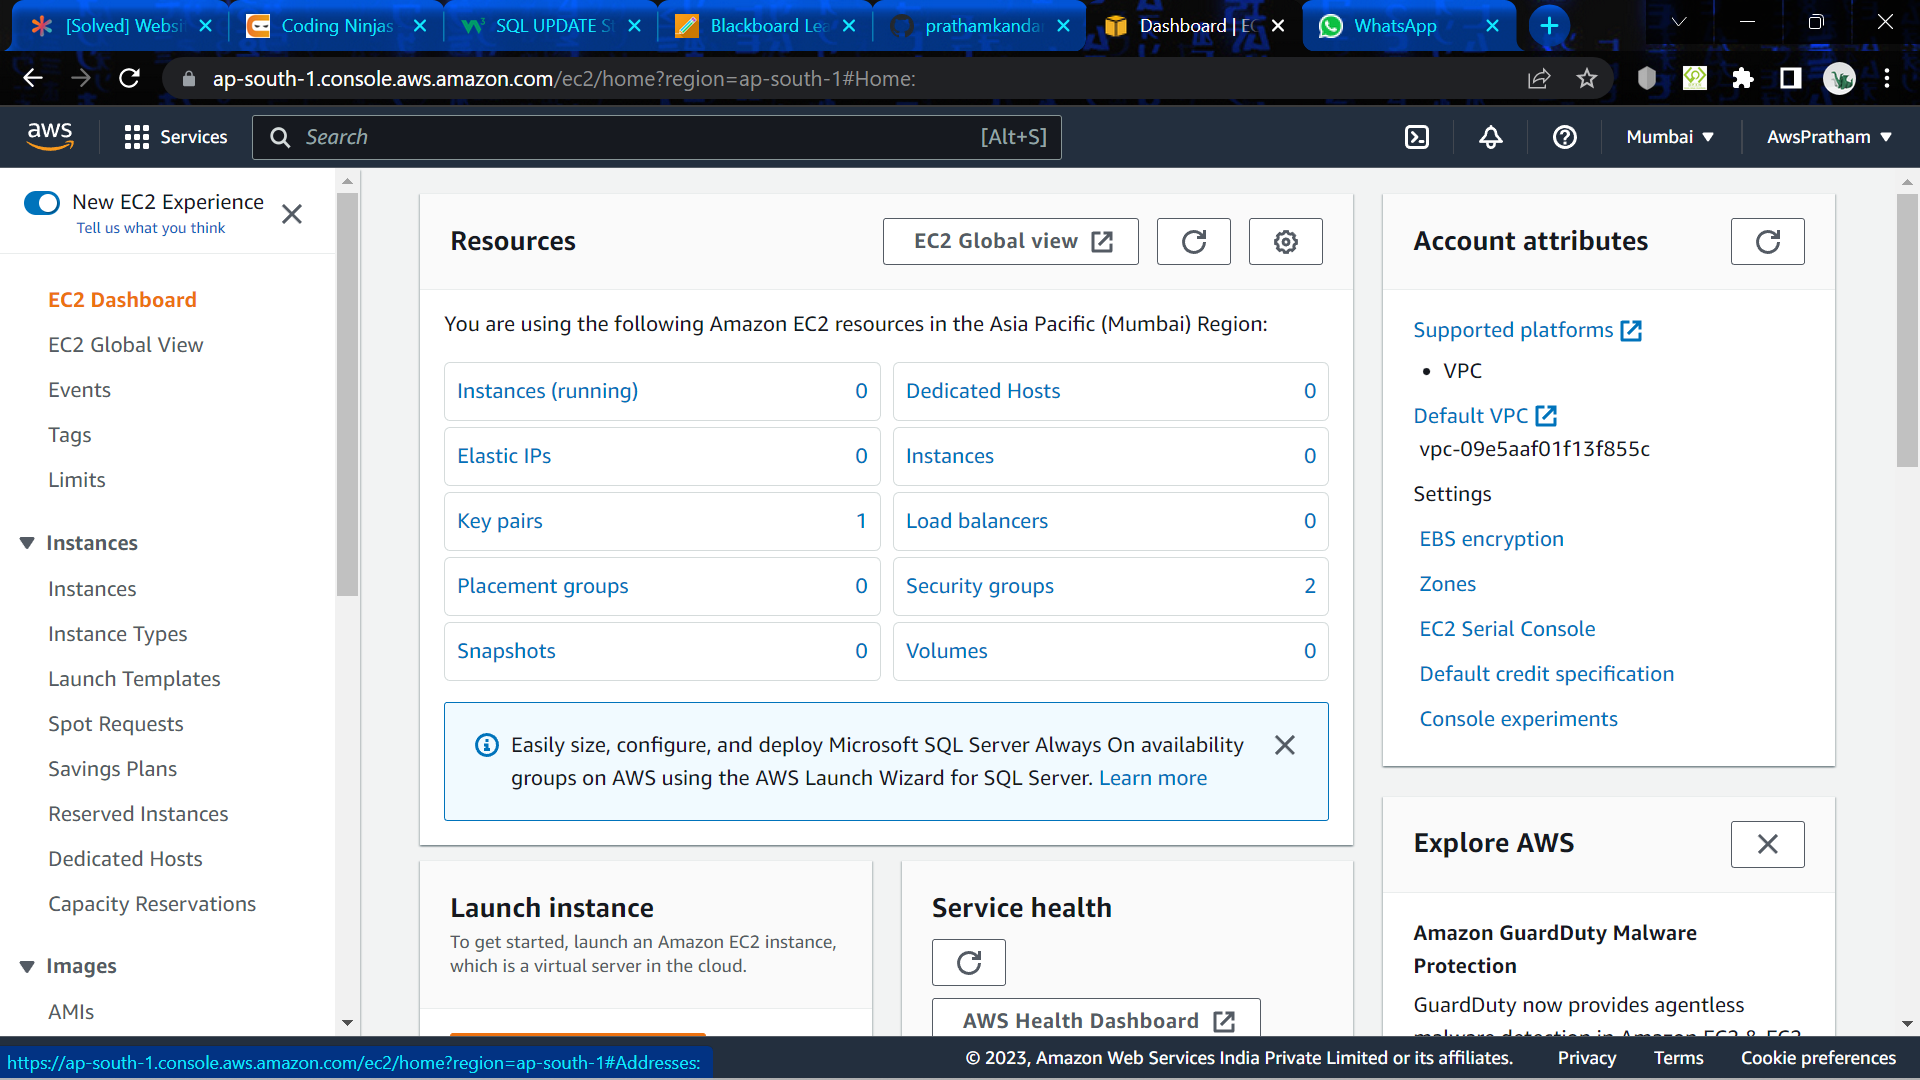 [Solved] Websi
Coding Ninjas
SQL UPDATE S
Blackboard Lea
prathamkanda
Dashboard | EC
WhatsApp
ap-south-1.console.aws.amazon.com/ec2/home?region=ap-south-1#Home:
aws
Services
Search
[Alt+S]
Mumbai
AwsPratham
New EC2 Experience
Tell us what you think
EC2 Dashboard
EC2 Global View
Events
Tags
Limits
Instances
Instances
Instance Types
Launch Templates
Spot Requests
Savings Plans
Reserved Instances
Dedicated Hosts
Capacity Reservations
Images
AMIs
Resources
EC2 Global view
You are using the following Amazon EC2 resources in the Asia Pacific (Mumbai) Region:
Instances (running) 0
Dedicated Hosts 0
Elastic IPs 0
Instances 0
Key pairs 1
Load balancers 0
Placement groups 0
Security groups 2
Snapshots 0
Volumes 0
Easily size, configure, and deploy Microsoft SQL Server Always On availability
groups on AWS using the AWS Launch Wizard for SQL Server. Learn more
Launch instance
To get started, launch an Amazon EC2 instance,
which is a virtual server in the cloud.
Service health
AWS Health Dashboard
Account attributes
Supported platforms
• VPC
Default VPC
vpc-09e5aaf01f13f855c
Settings
EBS encryption
Zones
EC2 Serial Console
Default credit specification
Console experiments
Explore AWS
Amazon GuardDuty Malware
Protection
GuardDuty now provides agentless
malware detection in Amazon EC2 & EC2
https://ap-south-1.console.aws.amazon.com/ec2/home?region=ap-south-1#Addresses:
© 2023, Amazon Web Services India Private Limited or its affiliates.
Privacy
Terms
Cookie preferences